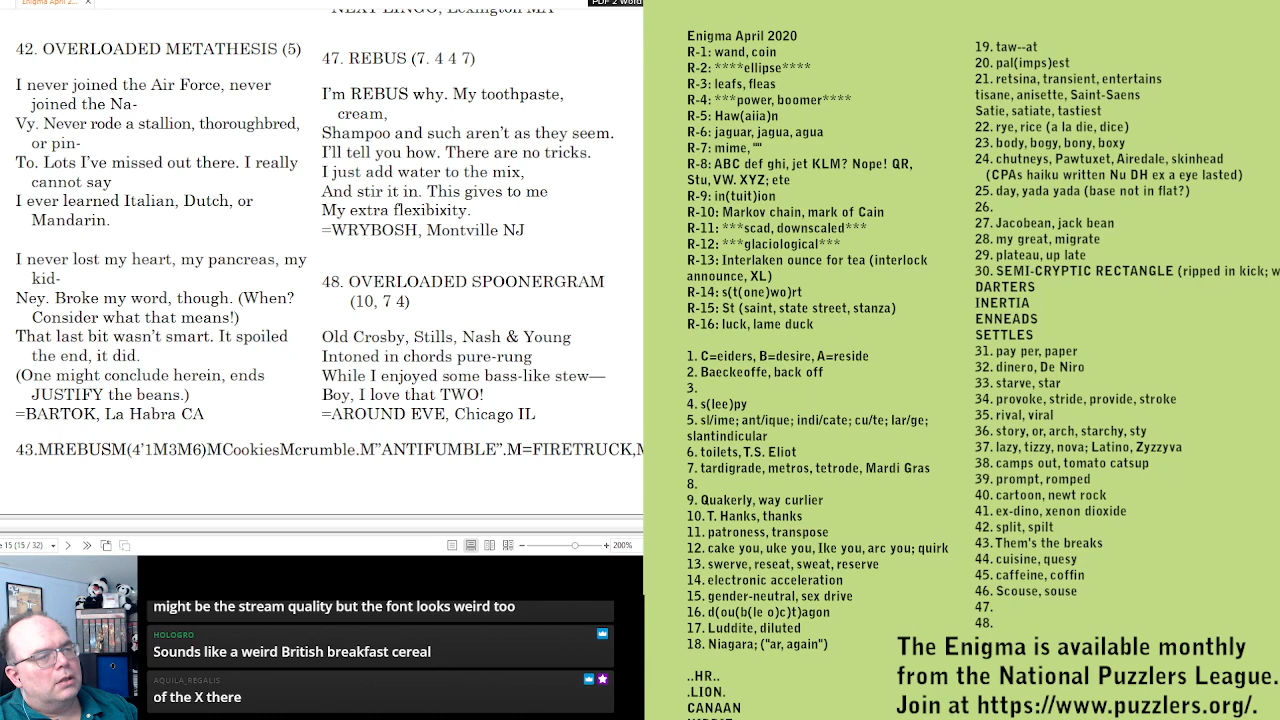 Enigma April 2...
NEXT LINGO, Lexington MA
PDF 2 Word
42. OVERLOADED METATHESIS (5)
I never joined the Air Force, never
joined the Na-
Vy. Never rode a stallion, thoroughbred,
or pin-
To. Lots I've missed out there. I really
cannot say
I ever learned Italian, Dutch, or
Mandarin.
I never lost my heart, my pancreas, my
kid-
Ney. Broke my word, though. (When?
Consider what that means!)
That last bit wasn't smart. It spoiled
the end, it did.
(One might conclude herein, ends
JUSTIFY the beans.)
=BARTOK, La Habra CA
47. REBUS (7. 4 4 7)
I'm REBUS why. My toothpaste,
cream,
Shampoo and such aren't as they seem.
I'll tell you how. There are no tricks.
I just add water to the mix,
And stir it in. This gives to me
My extra flexibixity.
=WRYBOSH, Montville NJ
48. OVERLOADED SPOONERGRAM
(10, 7 4)
Old Crosby, Stills, Nash & Young
Intoned in chords pure-rung
While I enjoyed some bass-like stew—
Boy, I love that TWO!
=AROUND EVE, Chicago IL
43.MREBUSM(4'1M3M6)MCookiesMcrumble.M"ANTIFUMBLE".M=FIRETRUCK,M
e 15 (15 / 32)
200%
might be the stream quality but the font looks weird too
HOLOGRO
Sounds like a weird British breakfast cereal
AQUILA_REGALIS
of the X there
Enigma April 2020
R-1: wand, coin
R-2: ****ellipse****
R-3: leafs, fleas
R-4: ***power, boomer****
R-5: Haw(aiia)n
R-6: jaguar, jagua, agua
R-7: mime, ""
R-8: ABC def ghi, jet KLM? Nope! QR,
Stu, VW. XYZ; ete
R-9: in(tuit)ion
R-10: Markov chain, mark of Cain
R-11: ***scad, downscaled***
R-12: ***glaciological***
R-13: Interlaken ounce for tea (interlock
announce, XL)
R-14: s(t(one)wo)rt
R-15: St (saint, state street, stanza)
R-16: luck, lame duck
1. C=eiders, B=desire, A=reside
2. Baeckeoffe, back off
3.
4. s(lee)py
5. sl/ime; ant/ique; indi/cate; cu/te; lar/ge;
slantindicular
6. toilets, T.S. Eliot
7. tardigrade, metros, tetrode, Mardi Gras
8.
9. Quakerly, way curlier
10. T. Hanks, thanks
11. patroness, transpose
12. cake you, uke you, Ike you, arc you; quirk
13. swerve, reseat, sweat, reserve
14. electronic acceleration
15. gender-neutral, sex drive
16. d(ou(b(le o)c)t)agon
17. Luddite, diluted
18. Niagara; ("ar, again")
..HR..
.LION.
CANAAN
19. taw--at
20. pal(imps)est
21. retsina, transient, entertains
tisane, anisette, Saint-Saens
Satie, satiate, tastiest
22. rye, rice (a la die, dice)
23. body, bogy, bony, boxy
24. chutneys, Pawtuxet, Airedale, skinhead
(CPAs haiku written Nu DH ex a eye lasted)
25. day, yada yada (base not in flat?)
26.
27. Jacobean, jack bean
28. my great, migrate
29. plateau, up late
30. SEMI-CRYPTIC RECTANGLE (ripped in kick; w
DARTERS
INERTIA
ENNEADS
SETTLES
31. pay per, paper
32. dinero, De Niro
33. starve, star
34. provoke, stride, provide, stroke
35. rival, viral
36. story, or, arch, starchy, sty
37. lazy, tizzy, nova; Latino, Zyzzyva
38. camps out, tomato catsup
39. prompt, romped
40. cartoon, newt rock
41. ex-dino, xenon dioxide
42. split, spilt
43. Them's the breaks
44. cuisine, quesy
45. caffeine, coffin
46. Scouse, souse
47.
48.
The Enigma is available monthly
from the National Puzzlers League.
Join at https://www.puzzlers.org/.